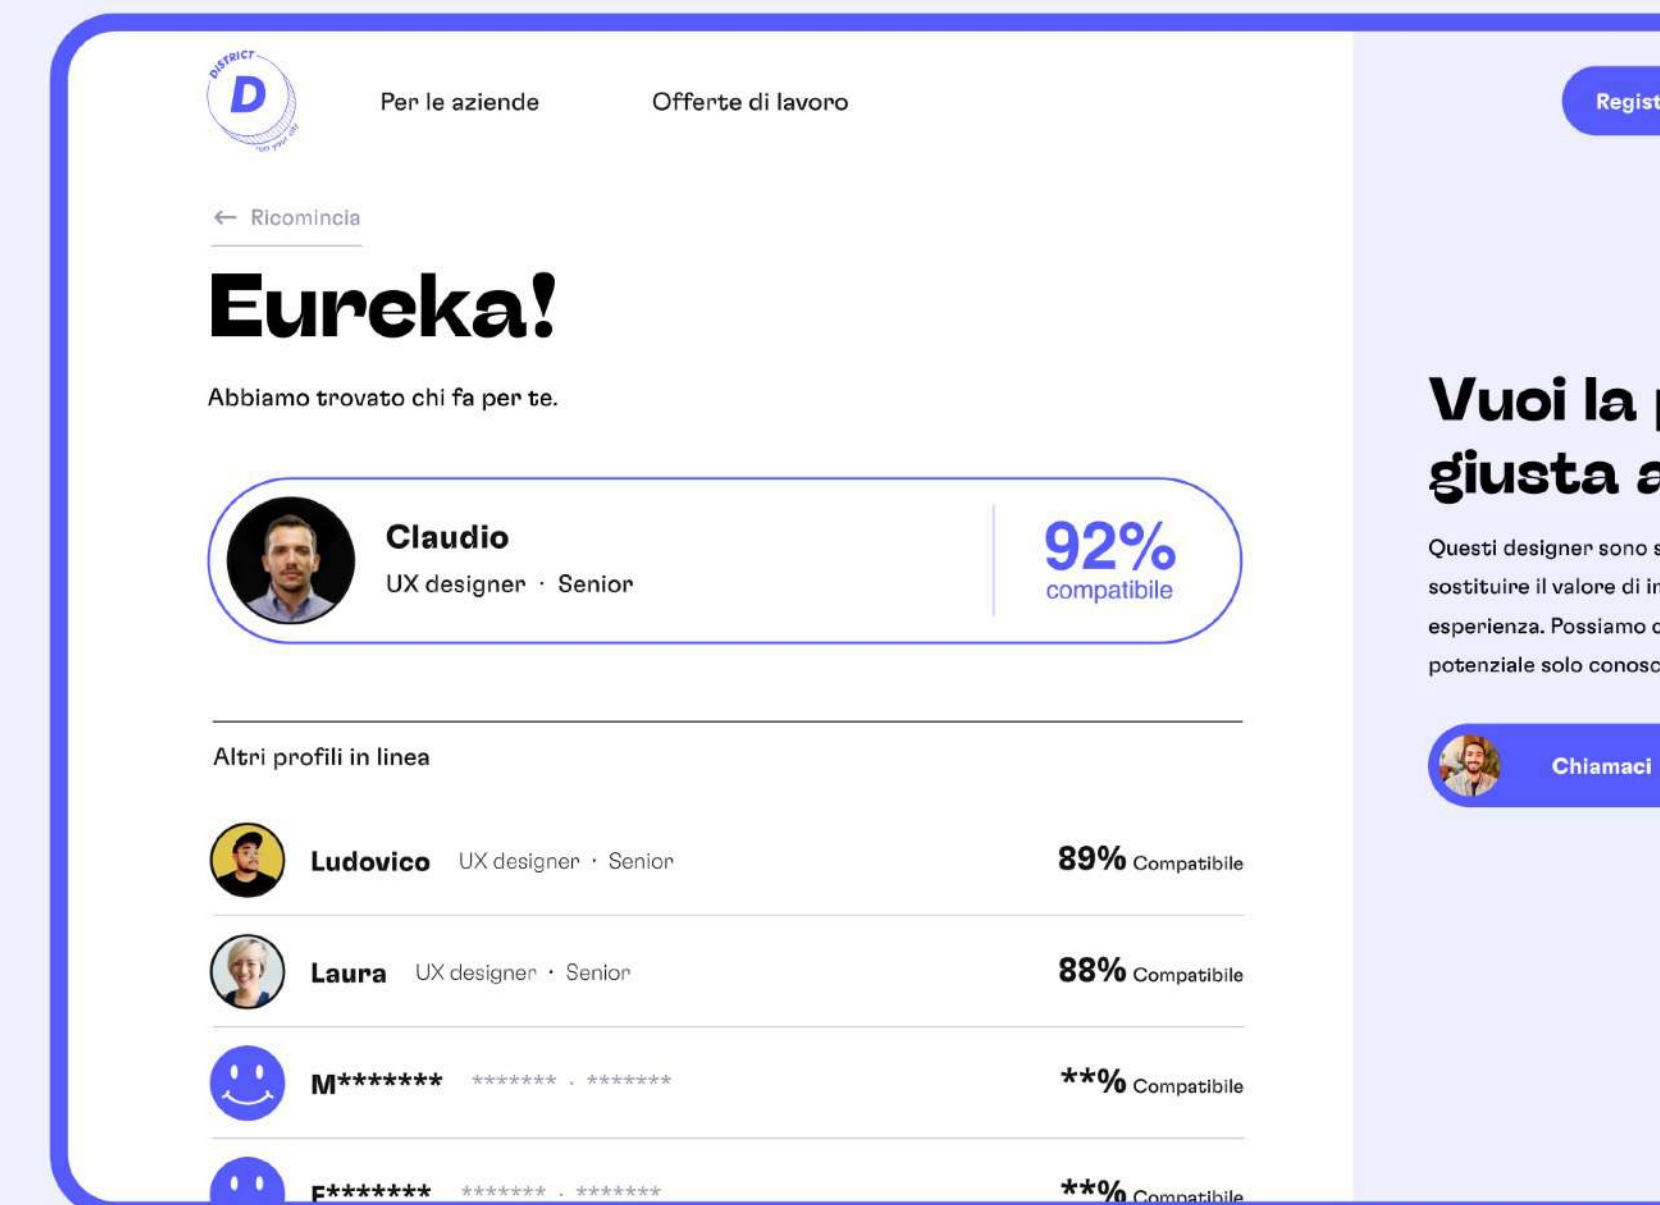 DISTRICT
D
run your city
Per le aziende
Offerte di lavoro
Regist
← Ricomincia
Eureka!
Abbiamo trovato chi fa per te.
Claudio
UX designer · Senior
92%
compatibile
Altri profili in linea
Ludovico UX designer · Senior 89% Compatibile
Laura UX designer · Senior 88% Compatibile
M******* ******* . ******* **% Compatibile
F******* ******* . ******* **% Compatibile
Vuoi la
giusta a
Questi designer sono s
sostituire il valore di in
esperienza. Possiamo
potenziale solo conosc
Chiamaci